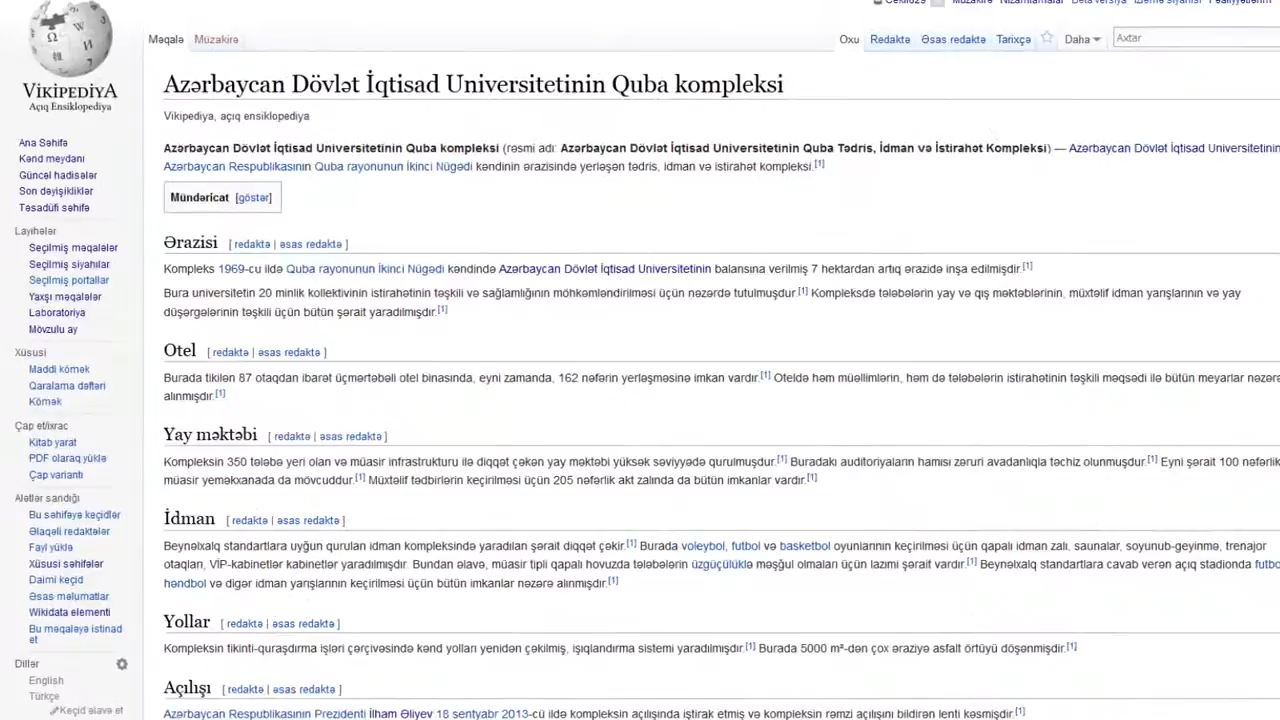 Məqalə Müzakirə Oxu Redaktə Əsas redaktə Tarixçə Daha Axtar
VİKİPEDİYA
Açıq Ensiklopediya
Azərbaycan Dövlət İqtisad Universitetinin Quba kompleksi
Vikipediya, açıq ensiklopediya
Azərbaycan Dövlət İqtisad Universitetinin Quba kompleksi (rəsmi adı: Azərbaycan Dövlət İqtisad Universitetinin Quba Tədris, İdman və İstirahət Kompleksi) — Azərbaycan Dövlət İqtisad Universitetinin
Azərbaycan Respublikasının Quba rayonunun İkinci Nügədi kəndinin ərazisində yerləşən tədris, idman və istirahət kompleksi.[1]
Mündəricat [göstər]
Ərazisi [ redaktə | əsas redaktə ]
Kompleks 1969-cu ildə Quba rayonunun İkinci Nügədi kəndində Azərbaycan Dövlət İqtisad Universitetinin balansına verilmiş 7 hektardan artıq ərazidə inşa edilmişdir.[1]
Bura universitetin 20 minlik kollektivinin istirahətinin təşkili və sağlamlığının möhkəmləndirilməsi üçün nəzərdə tutulmuşdur.[1] Kompleksdə tələbələrin yay və qış məktəblərinin, müxtəlif idman yarışlarının və yay
düşərgələrinin təşkili üçün bütün şərait yaradılmışdır.[1]
Otel [ redaktə | əsas redaktə ]
Burada tikilən 87 otaqdan ibarət üçmərtəbəli otel binasında, eyni zamanda, 162 nəfərin yerləşməsinə imkan vardır.[1] Oteldə həm müəllimlərin, həm də tələbələrin istirahətinin təşkili məqsədi ilə bütün meyarlar nəzərə
alınmışdır.[1]
Yay məktəbi [ redaktə | əsas redaktə ]
Kompleksin 350 tələbə yeri olan və müasir infrastrukturu ilə diqqət çəkən yay məktəbi yüksək səviyyədə qurulmuşdur.[1] Buradakı auditoriyaların hamısı zəruri avadanlıqla təchiz olunmuşdur.[1] Eyni şərait 100 nəfərlik
müasir yeməkxanada da mövcuddur.[1] Müxtəlif tədbirlərin keçirilməsi üçün 205 nəfərlik akt zalında da bütün imkanlar vardır.[1]
İdman [ redaktə | əsas redaktə ]
Beynəlxalq standartlara uyğun qurulan idman kompleksində yaradılan şərait diqqət çəkir.[1] Burada voleybol, futbol və basketbol oyunlarının keçirilməsi üçün qapalı idman zalı, saunalar, soyunub-geyinmə, trenajor
otaqları, VİP-kabinetlər kabinetlər yaradılmışdır. Bundan əlavə, müasir tipli qapalı hovuzda tələbələrin üzgüçülüklə məşğul olmaları üçün lazımi şərait vardır.[1] Beynəlxalq standartlara cavab verən açıq stadionda
həndbol və digər idman yarışlarının keçirilməsi üçün bütün imkanlar nəzərə alınmışdır.[1]
Yollar [ redaktə | əsas redaktə ]
Kompleksin tikinti-quraşdırma işləri çərçivəsində kənd yolları yenidən çəkilmiş, işıqlandırma sistemi yaradılmışdır.[1] Burada 5000 m²-dən çox əraziyə asfalt örtüyü döşənmişdir.[1]
Açılışı [ redaktə | əsas redaktə ]
Azərbaycan Respublikasının Prezidenti İlham Əliyev 18 sentyabr 2013-cü ildə kompleksin açılışında iştirak etmiş və kompleksin rəmzi açılışını bildirən lenti kəsmişdir.[1]
Ana Səhifə
Kənd meydanı
Güncəl hadisələr
Son dəyişikliklər
Təsadüfi səhifə
Layihələr
Seçilmiş məqalələr
Seçilmiş siyahılar
Seçilmiş portallar
Yaxşı məqalələr
Laboratoriya
Mövzulu ay
Xüsusi
Maddi kömək
Qaralama dəftəri
Kömək
Çap et/ixrac
Kitab yarat
PDF olaraq yüklə
Çap variantı
Alətlər sandığı
Bu səhifəyə keçidlər
Əlaqəli redaktələr
Fayl yüklə
Xüsusi səhifələr
Daimi keçid
Əsas məlumatlar
Wikidata elementi
Bu məqaləyə istinad
et
Dillər
English
Türkçe
Keçid əlavə et